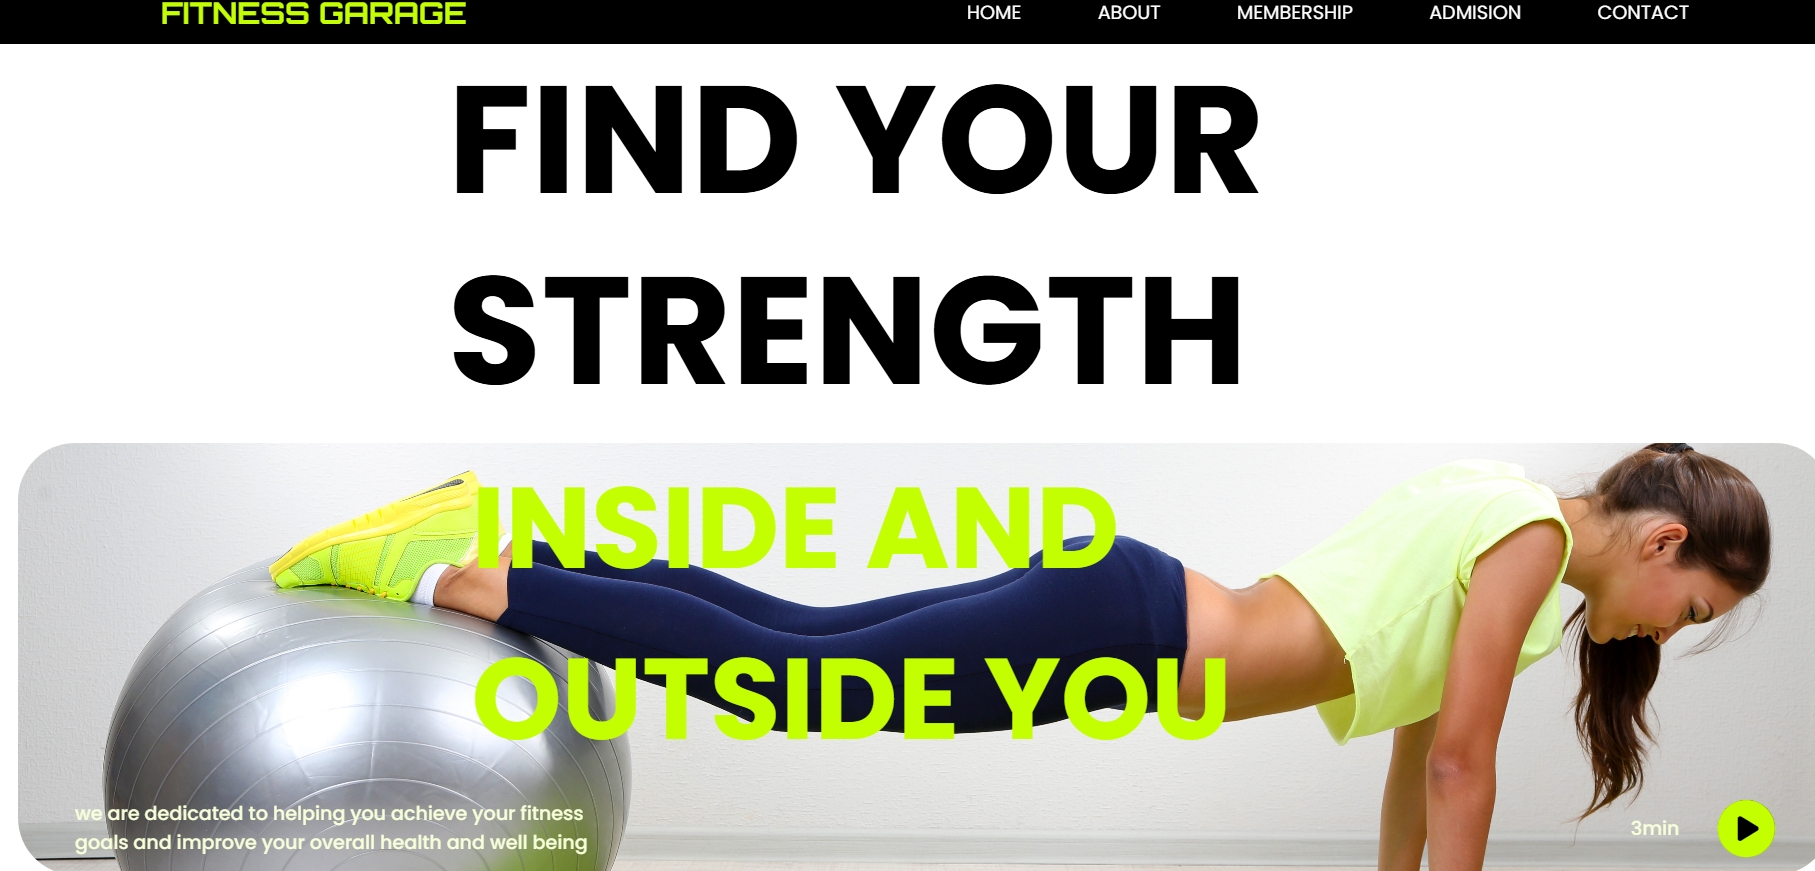 FITNESS GARAGE
HOME ABOUT MEMBERSHIP ADMISION CONTACT
FIND YOUR
STRENGTH
INSIDE AND
OUTSIDE YOU
we are dedicated to helping you achieve your fitness
goals and improve your overall health and well being
3min